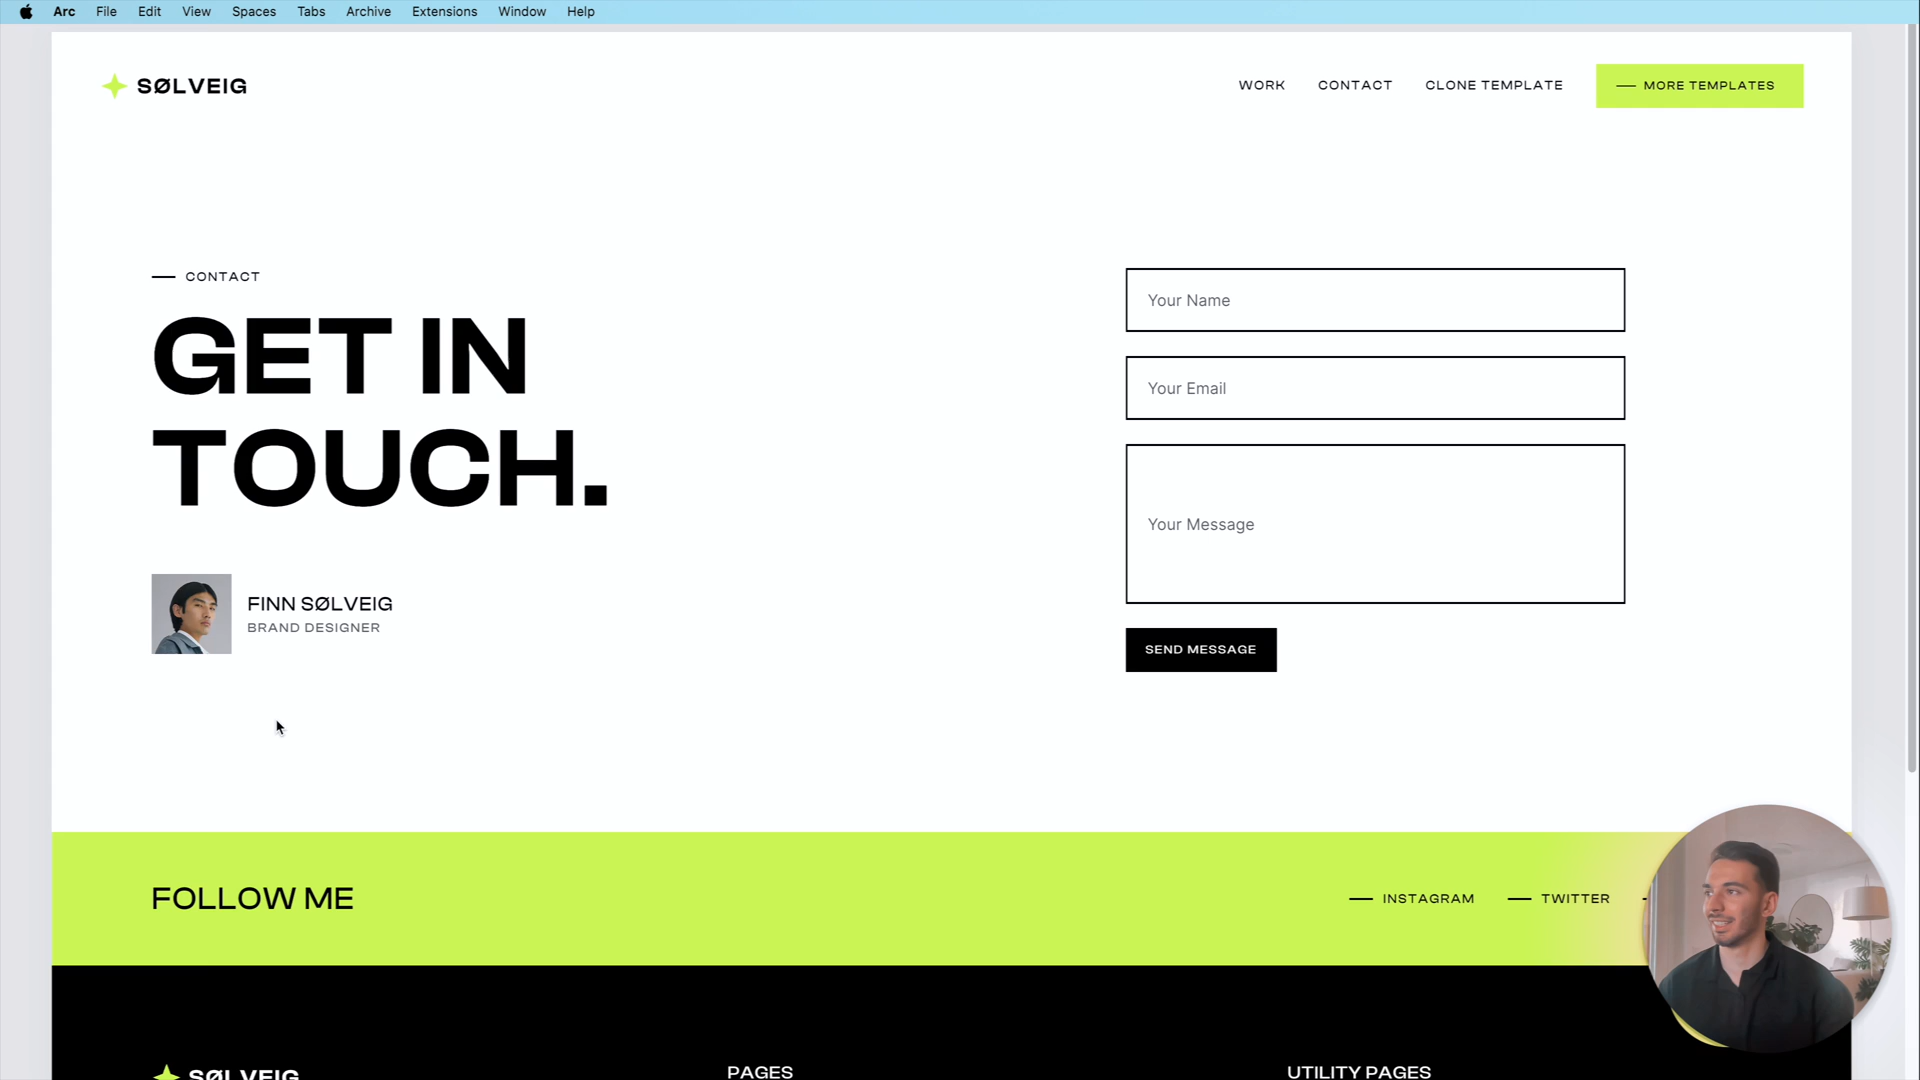 Arc File Edit View Spaces Tabs Archive Extensions Window Help
SØLVEIG
WORK CONTACT CLONE TEMPLATE MORE TEMPLATES
CONTACT
GET IN
TOUCH.
FINN SØLVEIG
BRAND DESIGNER
Your Name
Your Email
Your Message
SEND MESSAGE
FOLLOW ME
INSTAGRAM TWITTER
SØLVEIG
PAGES
UTILITY PAGES